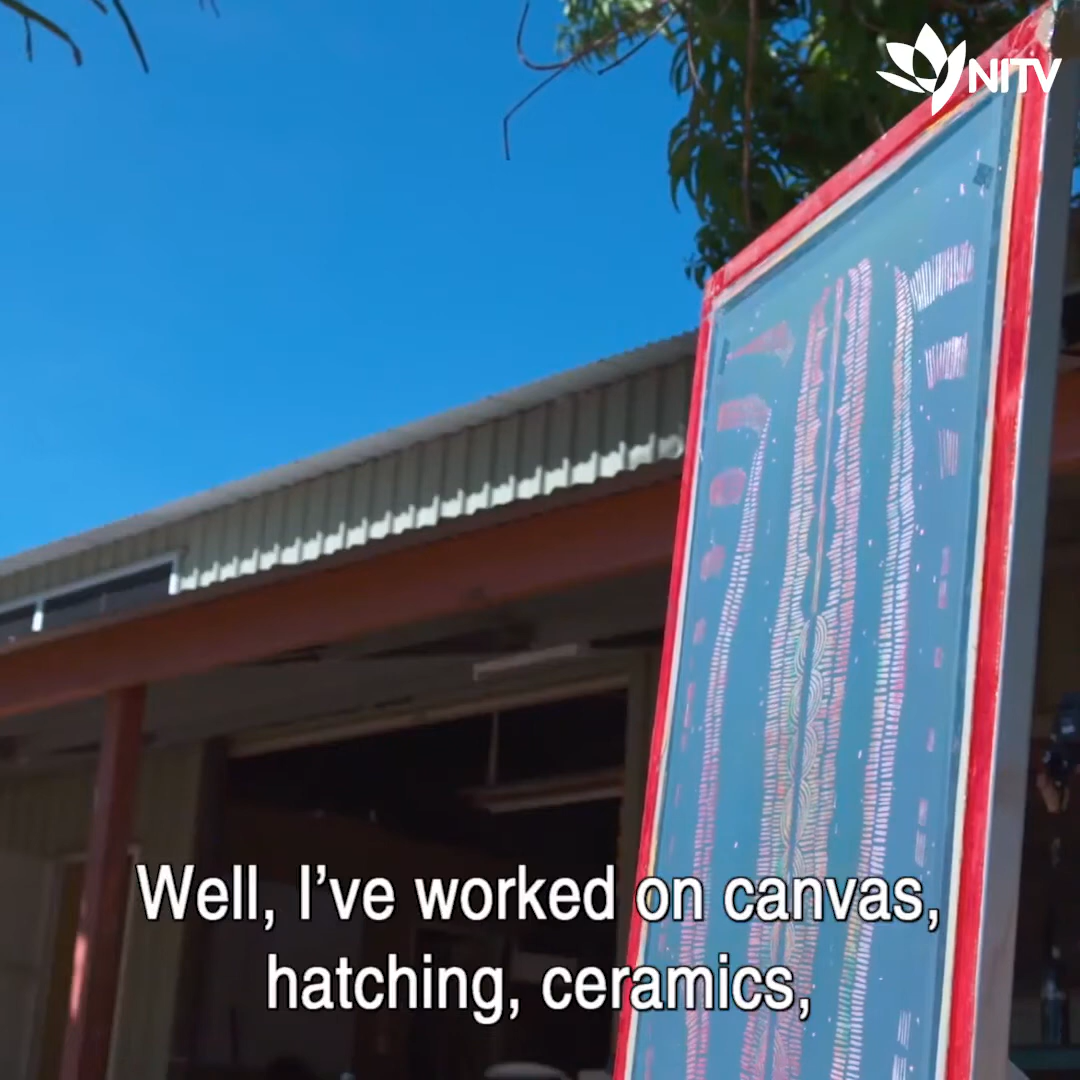 NITV
Well, I’ve worked on canvas,
hatching, ceramics,